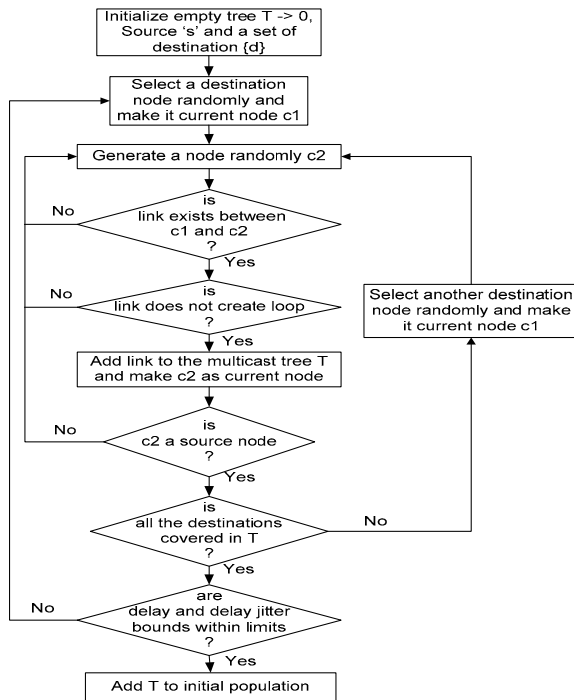 Initialize empty tree T -> 0,
Source ‘s’ and a set of
destination {d}
Select a destination
node randomly and
make it current node c1
Generate a node randomly c2
is
link exists between
c1 and c2
?
No
Yes
is
link does not create loop
?
No
Yes
Select another destination
node randomly and make
it current node c1
Add link to the multicast tree T
and make c2 as current node
is
c2 a source node
?
No
Yes
is
all the destinations
covered in T
?
No
Yes
are
delay and delay jitter
bounds within limits
?
No
Yes
Add T to initial population